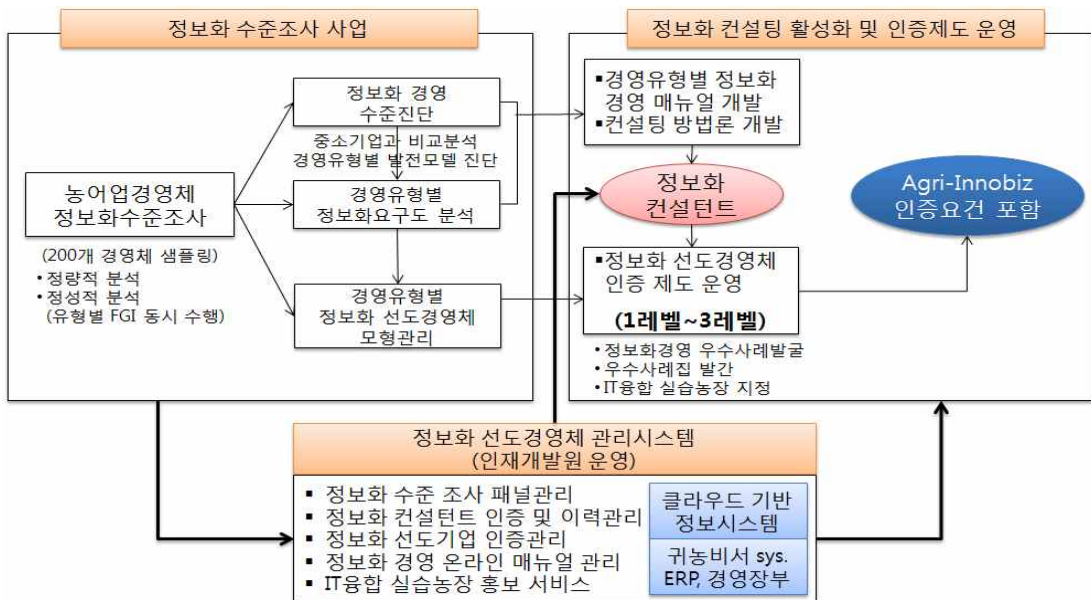 정보화 수준조사 사업
농어업경영체
정보화수준조사
(200개 경영체 샘플링)
• 정량적 분석
• 정성적 분석
(유형별 FGI 동시 수행)
정보화 경영
수준진단
중소기업과 비교분석
경영유형별 발전모델 진단
경영유형별
정보화요구도 분석
경영유형별
정보화 선도경영체
모형관리
정보화 컨설팅 활성화 및 인증제도 운영
▪경영유형별 정보화
경영 매뉴얼 개발
▪컨설팅 방법론 개발
정보화
컨설턴트
▪정보화 선도경영체
인증 제도 운영
(1레벨~3레벨)
• 정보화경영 우수사례발굴
• 우수사례집 발간
• IT융합 실습농장 지정
Agri-Innobiz
인증요건 포함
정보화 선도경영체 관리시스템
(인재개발원 운영)
▪ 정보화 수준 조사 패널관리
▪ 정보화 컨설턴트 인증 및 이력관리
▪ 정보화 선도기업 인증관리
▪ 정보화 경영 온라인 매뉴얼 관리
▪ IT융합 실습농장 홍보 서비스
클라우드 기반
정보시스템
귀농비서 sys.
ERP, 경영장부